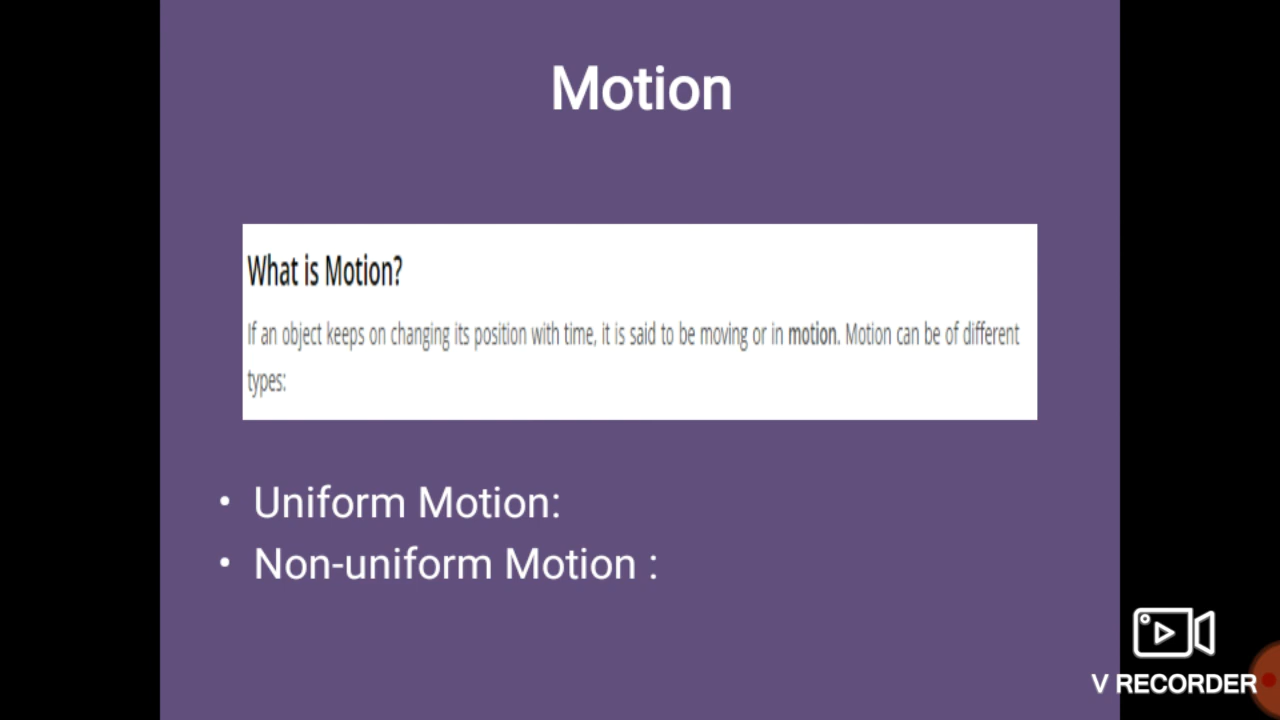 Motion
What is Motion?
If an object keeps on changing its position with time, it is said to be moving or in motion. Motion can be of different
types:
• Uniform Motion:
• Non-uniform Motion :
V RECORDER